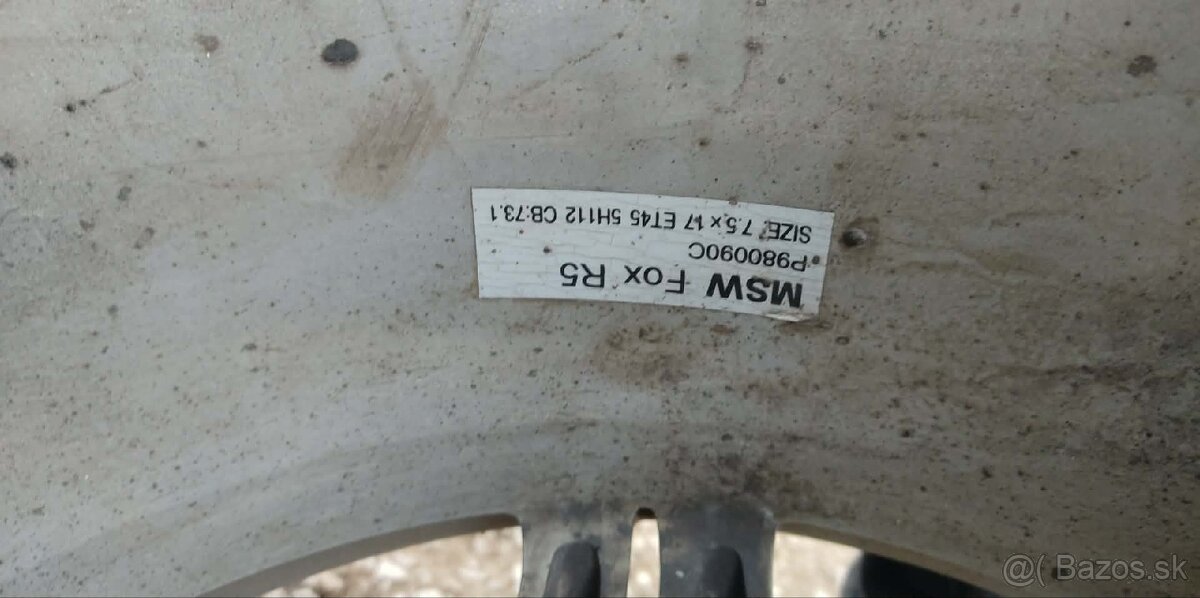 MSW Fox R5
P980090C
SIZE: 7.5 x 17 ET45 5H112 CB:73.1
@( Bazos.sk